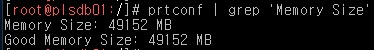 [root@plsdb01:/]# prtconf | grep 'Memory Size'
Memory Size: 49152 MB
Good Memory Size: 49152 MB